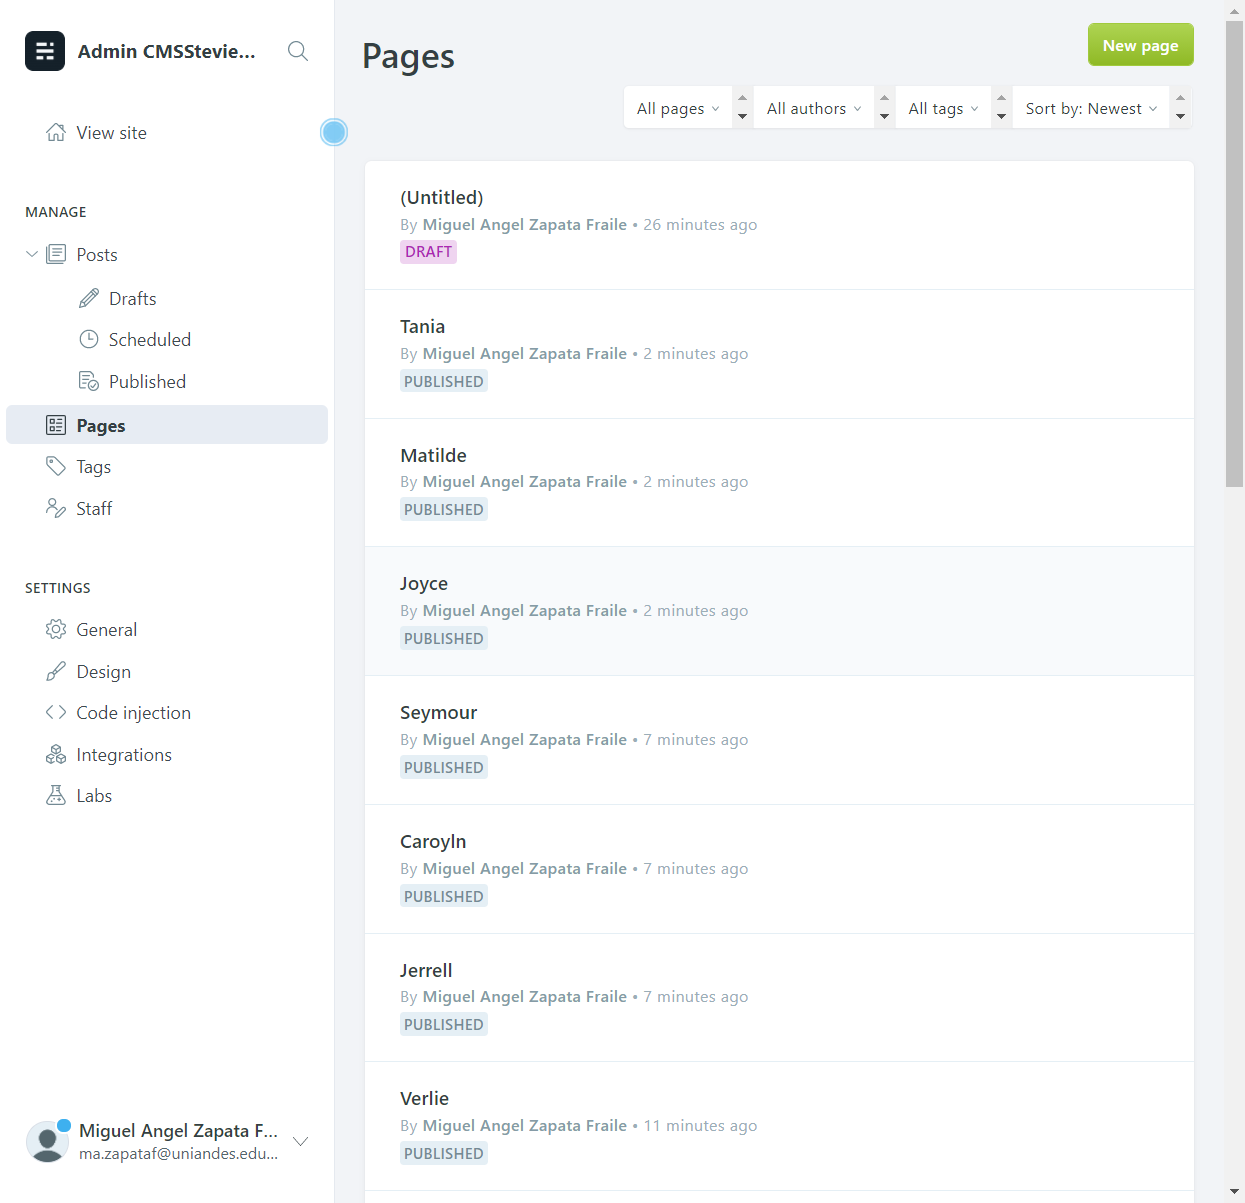 Admin CMSStevie...
View site
MANAGE
Posts
Drafts
Scheduled
Published
Pages
Tags
Staff
SETTINGS
General
Design
Code injection
Integrations
Labs
Miguel Angel Zapata F...
ma.zapataf@uniandes.edu...
Pages
New page
All pages
All authors
All tags
Sort by: Newest
(Untitled)
By Miguel Angel Zapata Fraile • 26 minutes ago
DRAFT
Tania
By Miguel Angel Zapata Fraile • 2 minutes ago
PUBLISHED
Matilde
By Miguel Angel Zapata Fraile • 2 minutes ago
PUBLISHED
Joyce
By Miguel Angel Zapata Fraile • 2 minutes ago
PUBLISHED
Seymour
By Miguel Angel Zapata Fraile • 7 minutes ago
PUBLISHED
Caroyln
By Miguel Angel Zapata Fraile • 7 minutes ago
PUBLISHED
Jerrell
By Miguel Angel Zapata Fraile • 7 minutes ago
PUBLISHED
Verlie
By Miguel Angel Zapata Fraile • 11 minutes ago
PUBLISHED